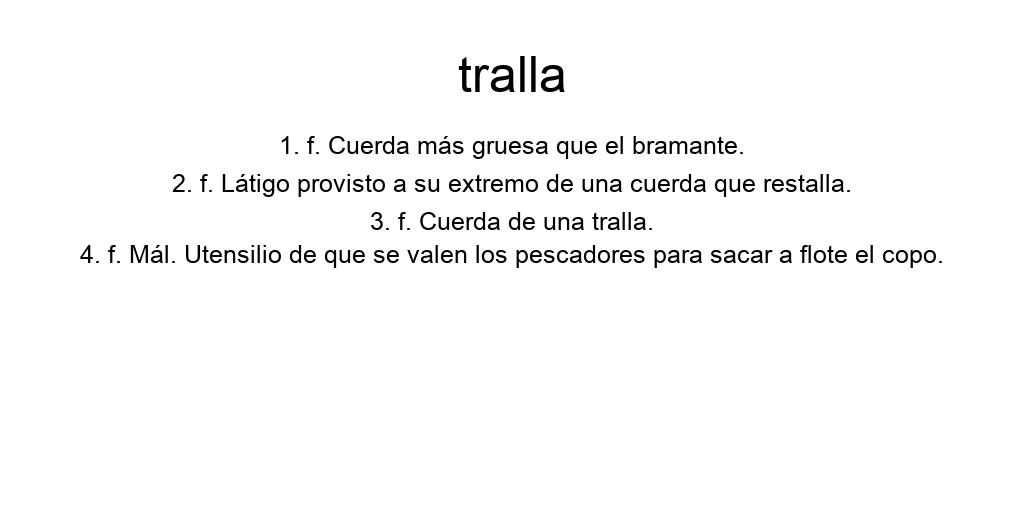 tralla
1. f. Cuerda más gruesa que el bramante.
2. f. Látigo provisto a su extremo de una cuerda que restalla.
3. f. Cuerda de una tralla.
4. f. Mál. Utensilio de que se valen los pescadores para sacar a flote el copo.